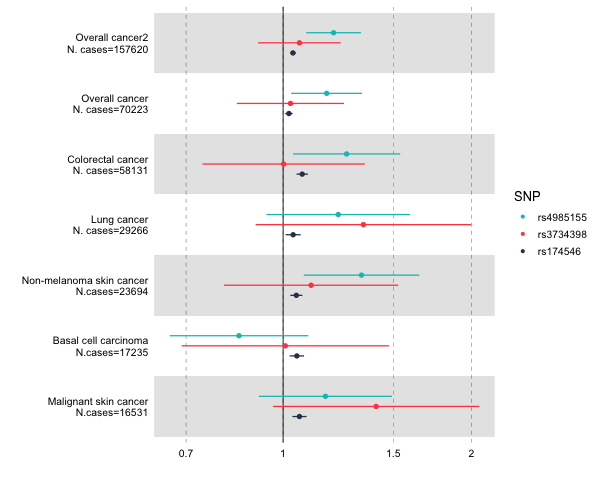 Overall cancer2
N. cases=157620
Overall cancer
N. cases=70223
Colorectal cancer
N. cases=58131
Lung cancer
N. cases=29266
Non-melanoma skin cancer
N.cases=23694
Basal cell carcinoma
N.cases=17235
Malignant skin cancer
N.cases=16531
0.7 1 1.5 2
SNP
rs4985155
rs3734398
rs174546